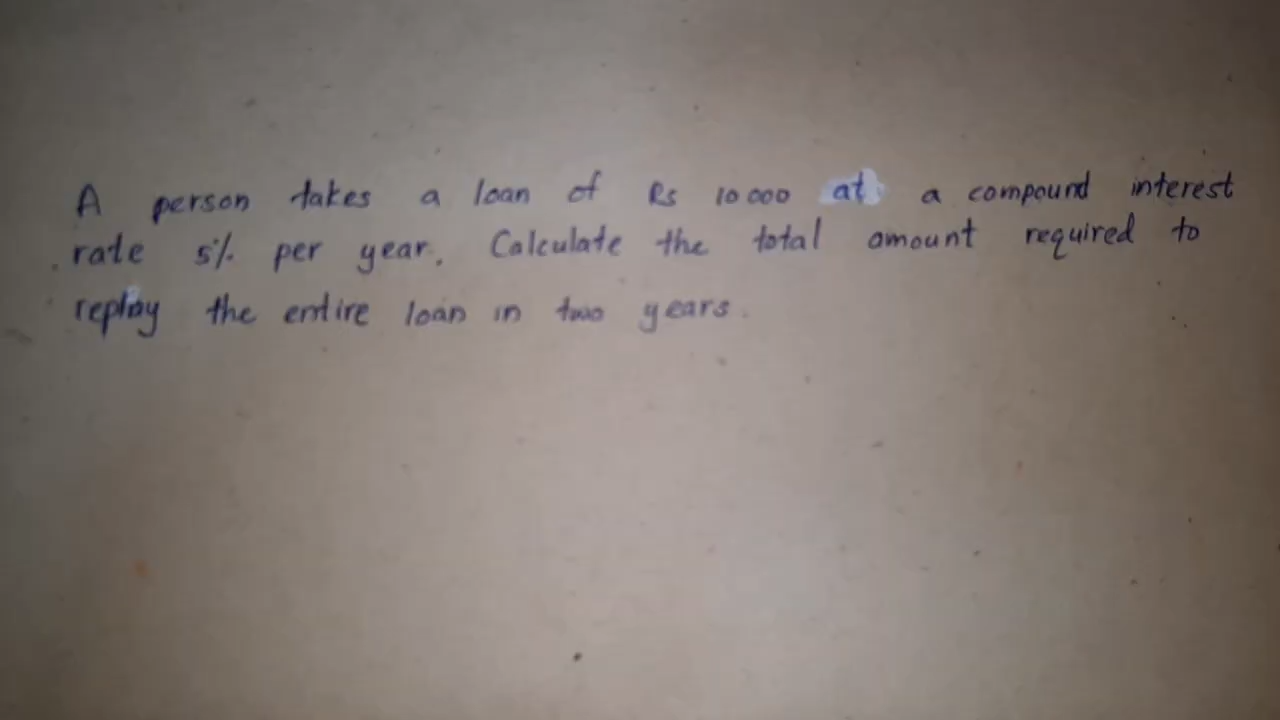 A person takes a loan of Rs 10 000 at a compound interest
rate 5% per year. Calculate the total amount required to
replay the entire loan in two years.